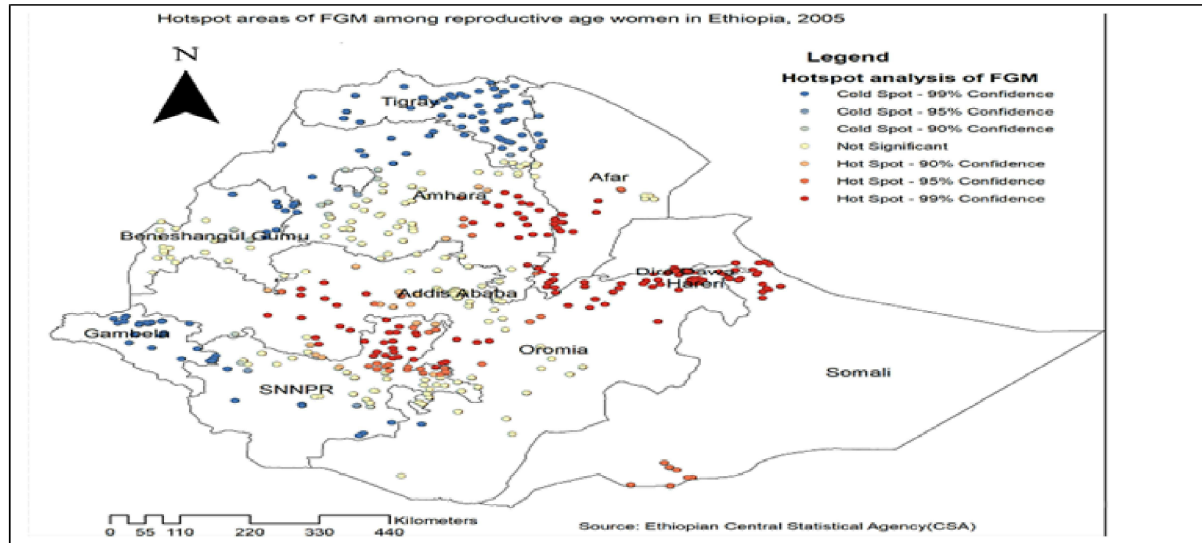 Hotspot areas of FGM among reproductive age women in Ethiopia, 2005
N
Legend
Hotspot analysis of FGM
Cold Spot - 99% Confidence
Cold Spot - 95% Confidence
Cold Spot - 90% Confidence
Not Significant
Hot Spot - 90% Confidence
Hot Spot - 95% Confidence
Hot Spot - 99% Confidence
Tigray
Afar
Amhara
Beneshangul Gumu
Dire Dawa
Addis Ababa
Hareri
Gambela
Oromia
SNNPR
Somali
Kilometers
0 55 110 220 330 440
Source: Ethiopian Central Statistical Agency(CSA)